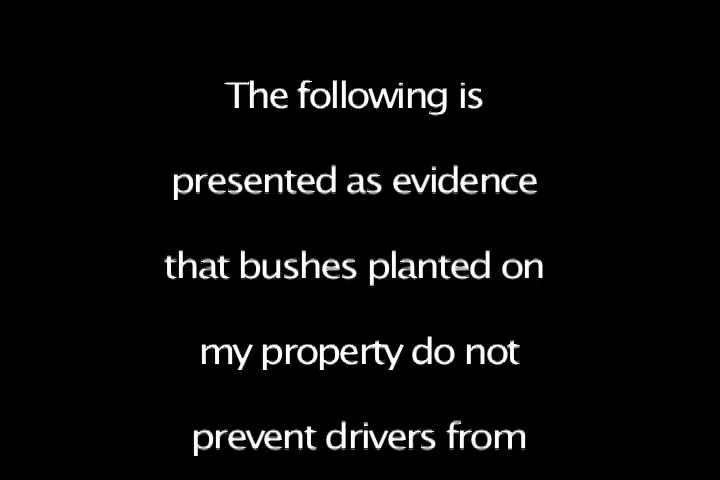 The following is
presented as evidence
that bushes planted on
my property do not
prevent drivers from